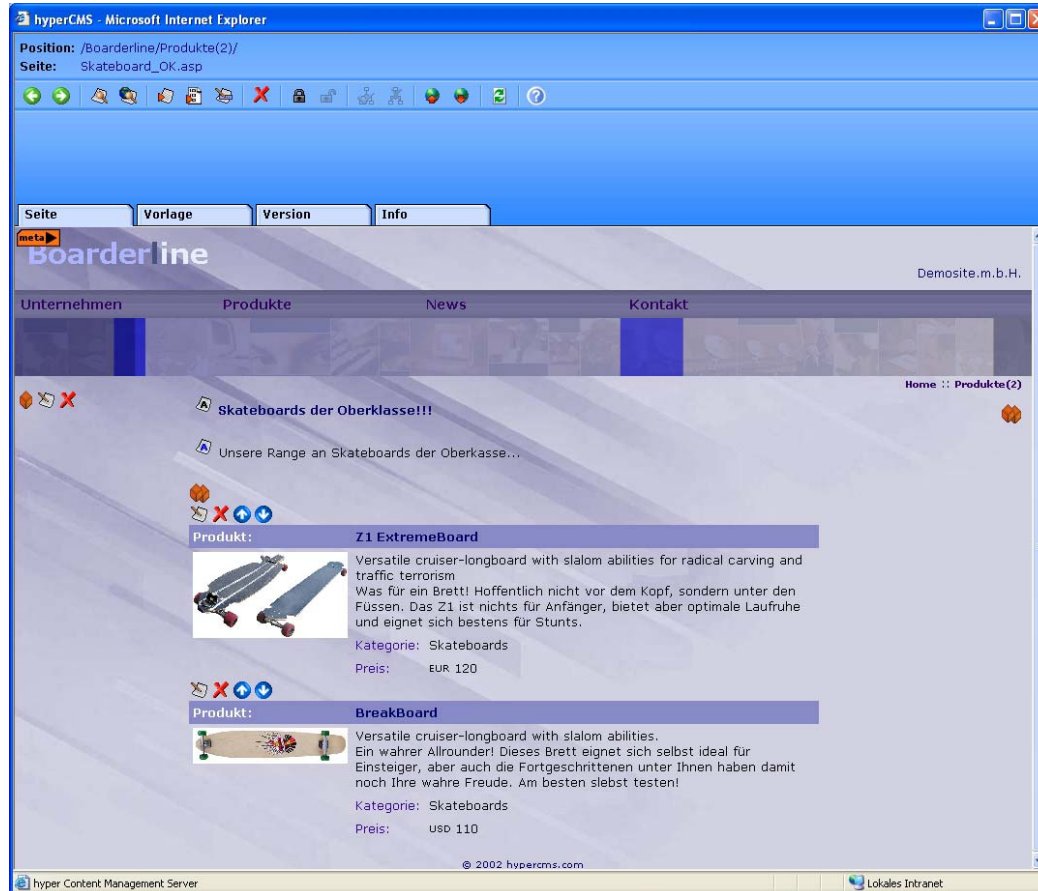 hyperCMS - Microsoft Internet Explorer
Position: /Boarderline/Produkte(2)/
Seite: Skateboard_OK.asp
Seite Vorlage Version Info
meta
Boarderline
Demosite.m.b.H.
Unternehmen Produkte News Kontakt
Home :: Produkte(2)
Skateboards der Oberklasse!!!
Unsere Range an Skateboards der Oberkasse...
Produkt: Z1 ExtremeBoard
Versatile cruiser-longboard with slalom abilities for radical carving and
traffic terrorism
Was für ein Brett! Hoffentlich nicht vor dem Kopf, sondern unter den
Füssen. Das Z1 ist nichts für Anfänger, bietet aber optimale Laufruhe
und eignet sich bestens für Stunts.
Kategorie: Skateboards
Preis: EUR 120
Produkt: BreakBoard
Versatile cruiser-longboard with slalom abilities.
Ein wahrer Allrounder! Dieses Brett eignet sich selbst ideal für
Einsteiger, aber auch die Fortgeschrittenen unter Ihnen haben damit
noch Ihre wahre Freude. Am besten slebst testen!
Kategorie: Skateboards
Preis: USD 110
© 2002 hypercms.com
hyper Content Management Server Lokales Intranet